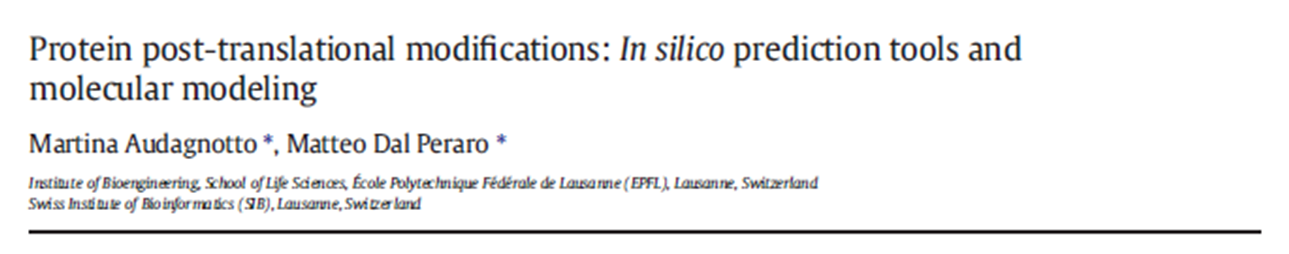 Protein post-translational modifications: In silico prediction tools and
molecular modeling
Martina Audagnotto *, Matteo Dal Peraro *
Institute of Bioengineering, School of Life Sciences, École Polytechnique Fédérale de Lausanne (EPFL), Lausanne, Switzerland
Swiss Institute of Bioinformatics (SIB), Lausanne, Switzerland